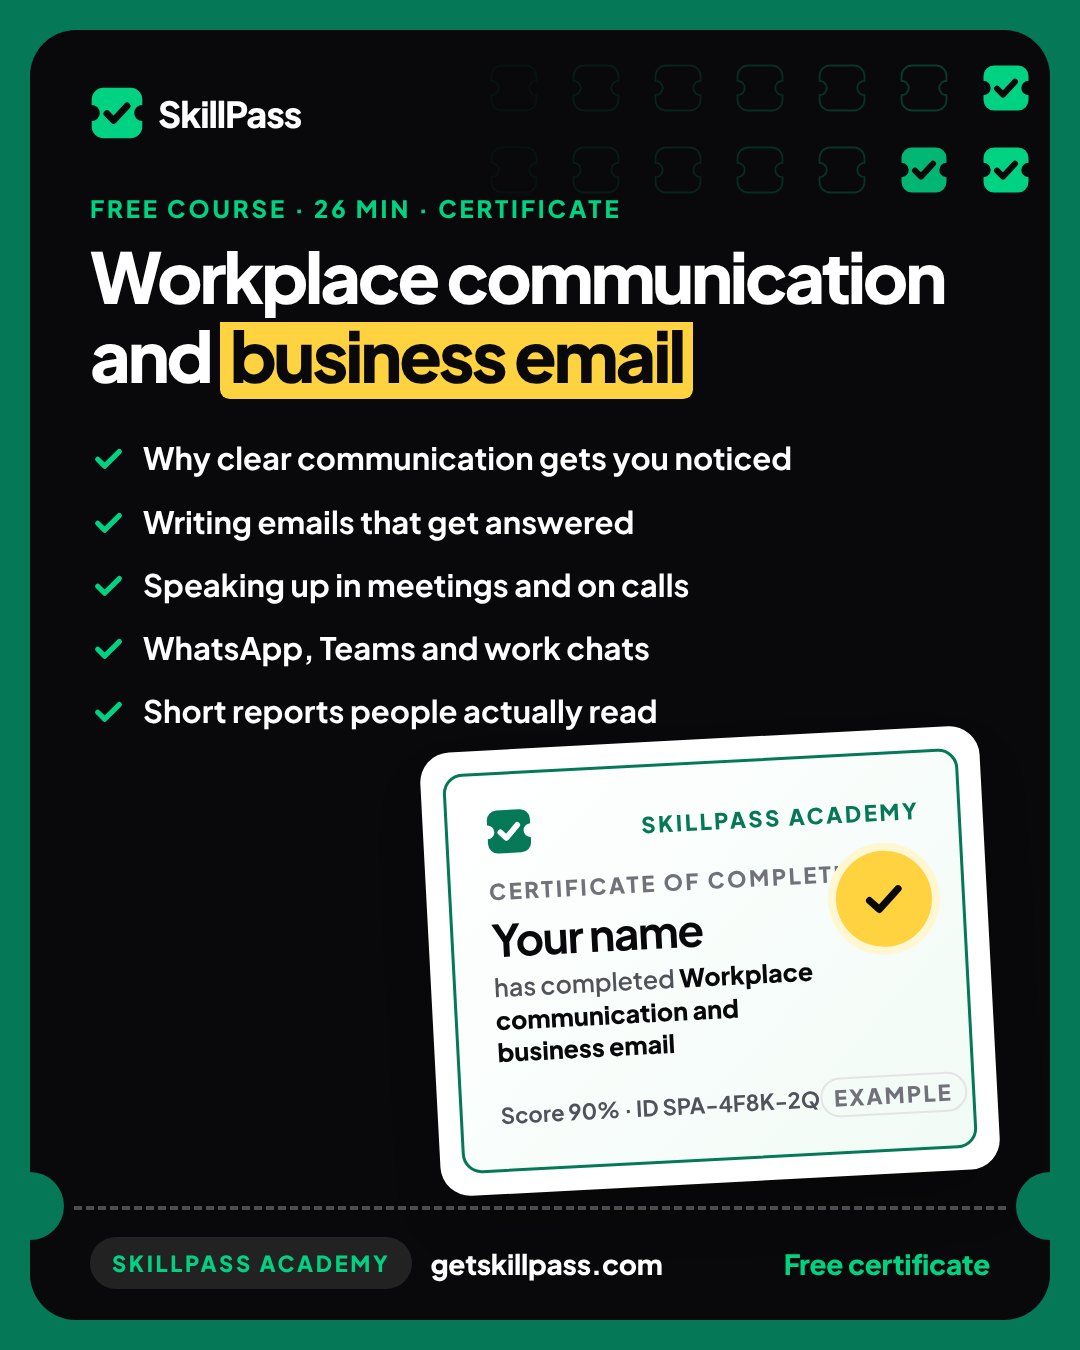 SkillPass
FREE COURSE · 26 MIN · CERTIFICATE
Workplace communication
and business email
Why clear communication gets you noticed
Writing emails that get answered
Speaking up in meetings and on calls
WhatsApp, Teams and work chats
Short reports people actually read
SKILLPASS ACADEMY
CERTIFICATE OF
Your name
has completed Workplace
communication and
business email
Score 90% · ID SPA-4F8K-2Q
EXAMPLE
SKILLPASS ACADEMY
getskillpass.com
Free certificate